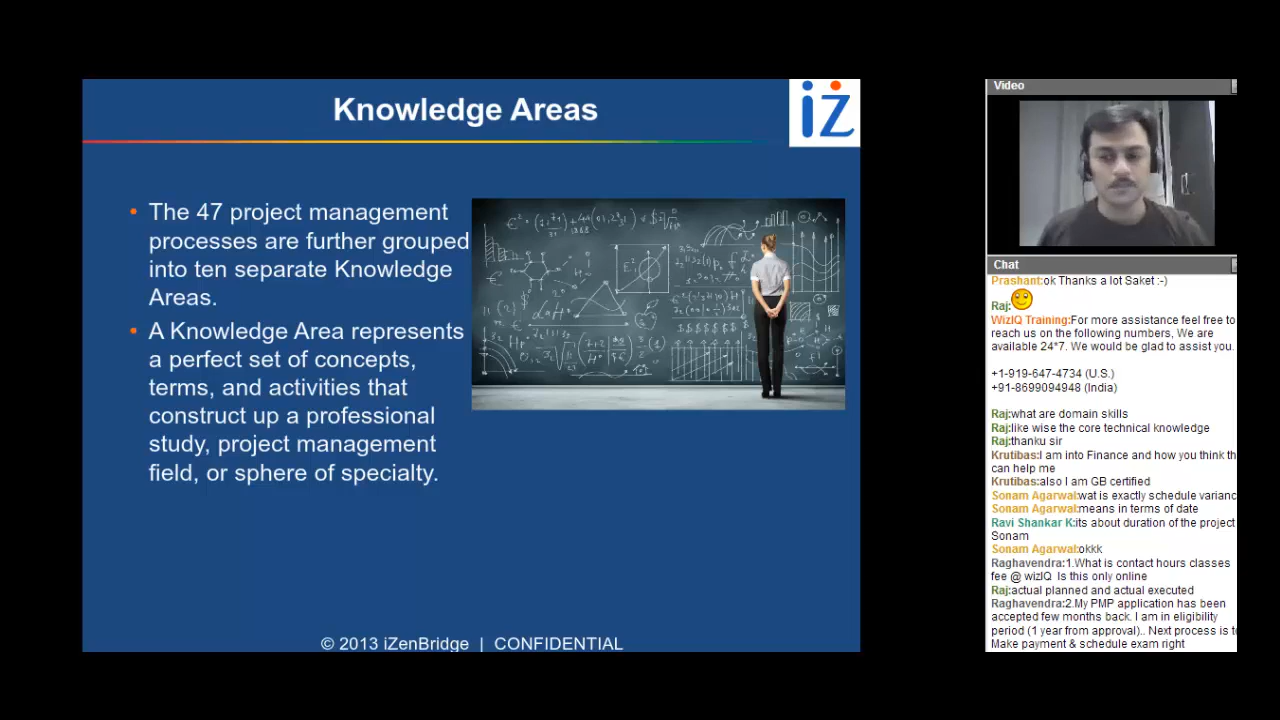 Knowledge Areas
iz
• The 47 project management
processes are further grouped
into ten separate Knowledge
Areas.
• A Knowledge Area represents
a perfect set of concepts,
terms, and activities that
construct up a professional
study, project management
field, or sphere of specialty.
© 2013 iZenBridge | CONFIDENTIAL
Video
Chat
Prashant:ok Thanks a lot Saket :-)
Raj:
WizIQ Training:For more assistance feel free to
reach us on the following numbers, We are
available 24*7. We would be glad to assist you.
+1-919-647-4734 (U.S.)
+91-8699094948 (India)
Raj:what are domain skills
Raj:like wise the core technical knowledge
Raj:thanku sir
Krutibas:I am into Finance and how you think th
can help me
Krutibas:also I am GB certified
Sonam Agarwal:wat is exactly schedule varianc
Sonam Agarwal:means in terms of date
Ravi Shankar K:its about duration of the project
Sonam
Sonam Agarwal:okkk
Raghavendra:1.What is contact hours classes
fee @ wizIQ Is this only online
Raj:actual planned and actual executed
Raghavendra:2.My PMP application has been
accepted few months back. I am in eligibility
period (1 year from approval).. Next process is t
Make payment & schedule exam right